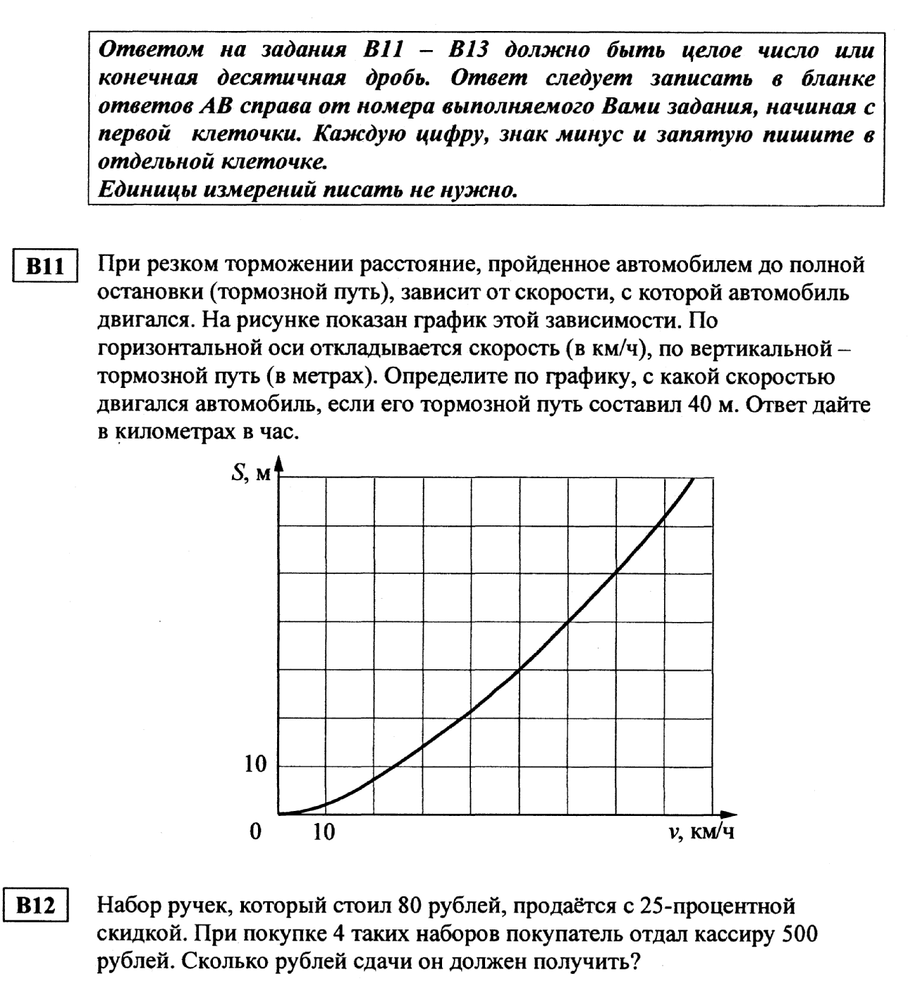 Ответом на задания В11 – В13 должно быть целое число или
конечная десятичная дробь. Ответ следует записать в бланке
ответов АВ справа от номера выполняемого Вами задания, начиная с
первой клеточки. Каждую цифру, знак минус и запятую пишите в
отдельной клеточке.
Единицы измерений писать не нужно.
В11
При резком торможении расстояние, пройденное автомобилем до полной
остановки (тормозной путь), зависит от скорости, с которой автомобиль
двигался. На рисунке показан график этой зависимости. По
горизонтальной оси откладывается скорость (в км/ч), по вертикальной –
тормозной путь (в метрах). Определите по графику, с какой скоростью
двигался автомобиль, если его тормозной путь составил 40 м. Ответ дайте
в километрах в час.
S, м
10
0 10 v, км/ч
В12
Набор ручек, который стоил 80 рублей, продаётся с 25-процентной
скидкой. При покупке 4 таких наборов покупатель отдал кассиру 500
рублей. Сколько рублей сдачи он должен получить?